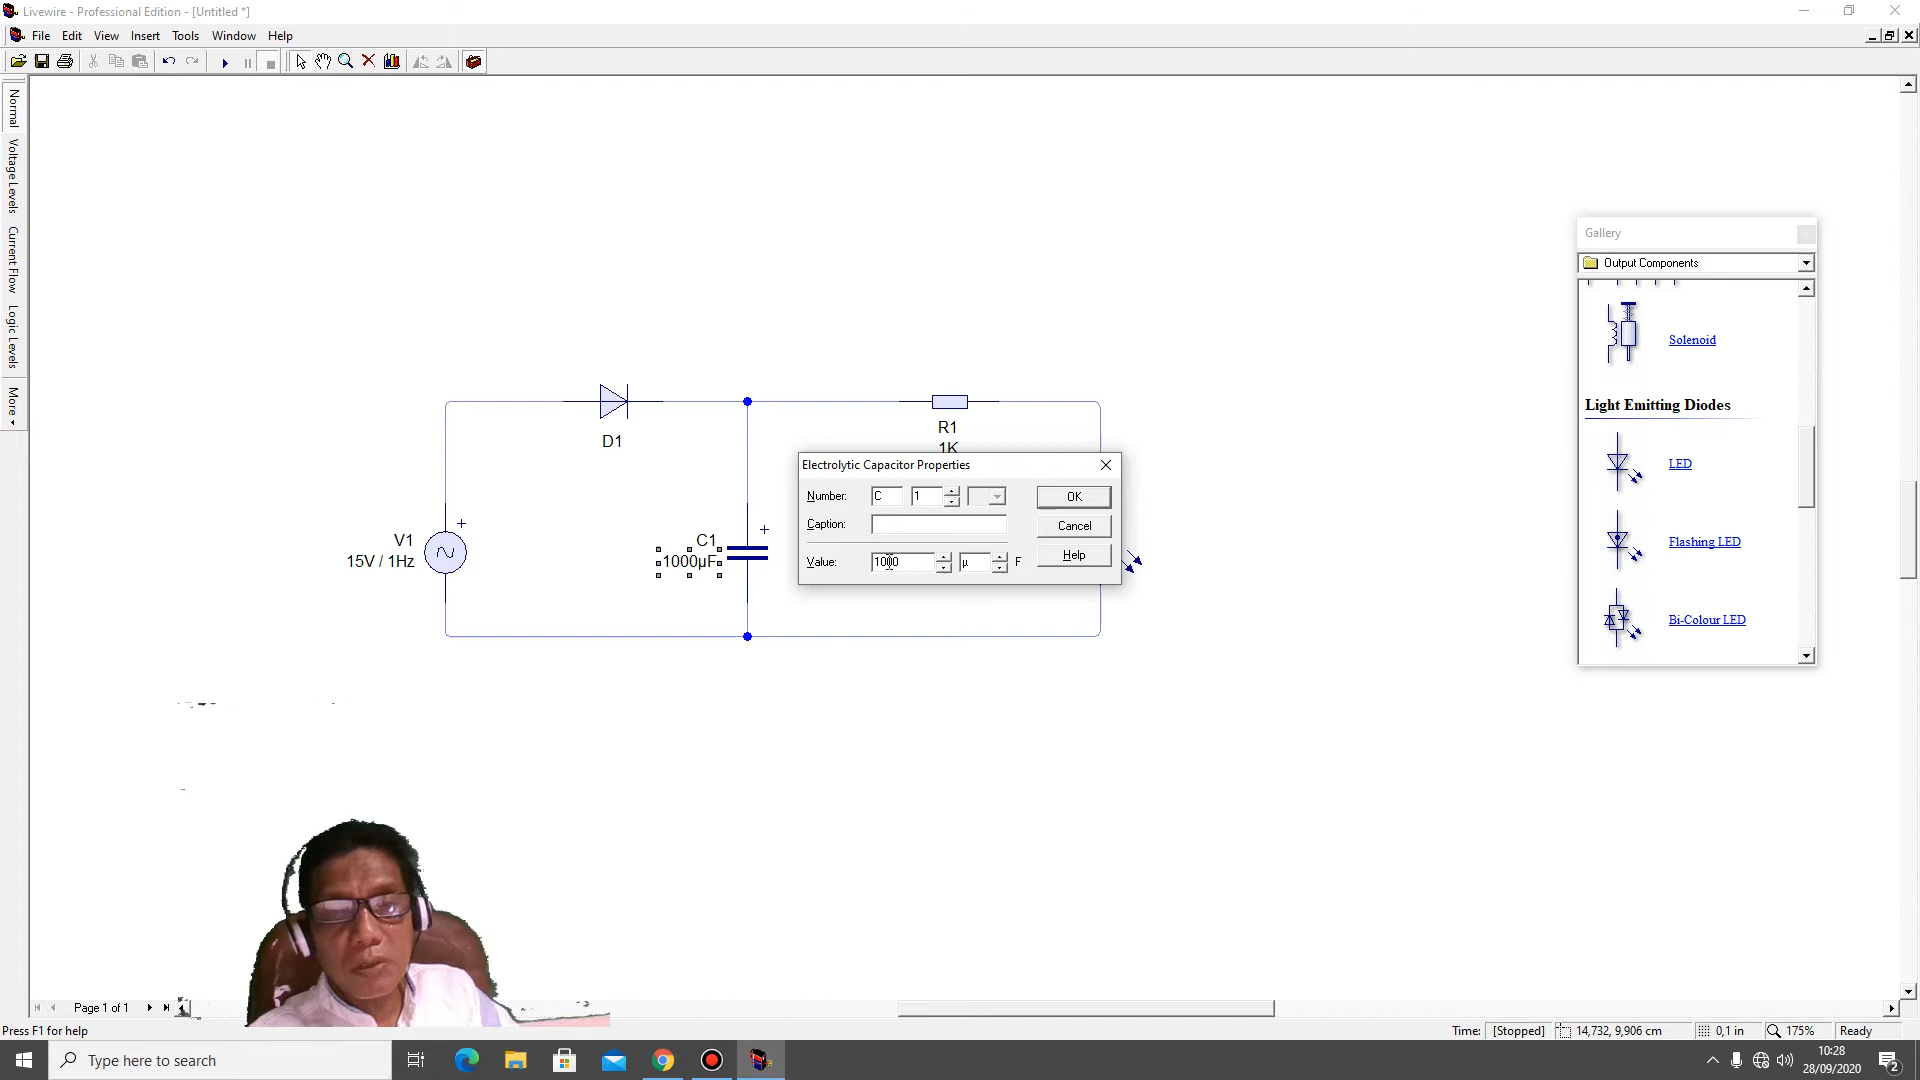 Livewire - Professional Edition - [Untitled *]
File Edit View Insert Tools Window Help
Normal
Voltage Levels
Current Flow
Logic Levels
More
Gallery
Output Components
Solenoid
Light Emitting Diodes
LED
Flashing LED
Bi-Colour LED
D1
R1
1K
V1
15V / 1Hz
+
C1
1000µF
+
Electrolytic Capacitor Properties
Number: C 1
OK
Caption:
Cancel
Value: 1000 µ F
Help
Page 1 of 1
Press F1 for help
Time: [Stopped] 14,732, 9,906 cm 0,1 in 175% Ready
Type here to search
10:28
28/09/2020
2